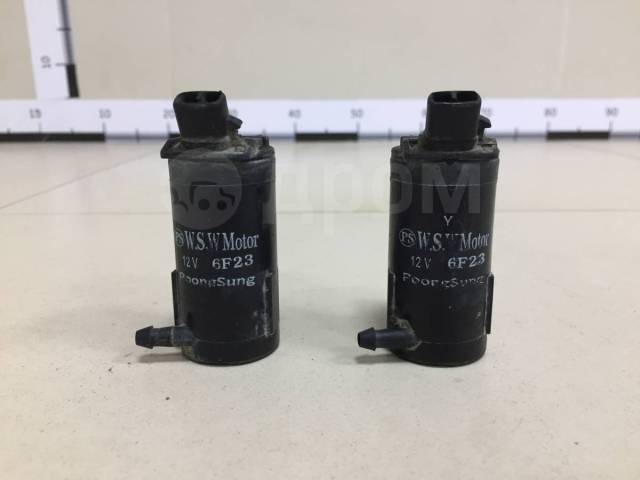 PS W.S.W Motor
12V 6F23
PoongSung
Y
PS W.S.W Motor
12V 6F23
PoongSung
дром
10
15
10
20
30
40
60
70
80
90